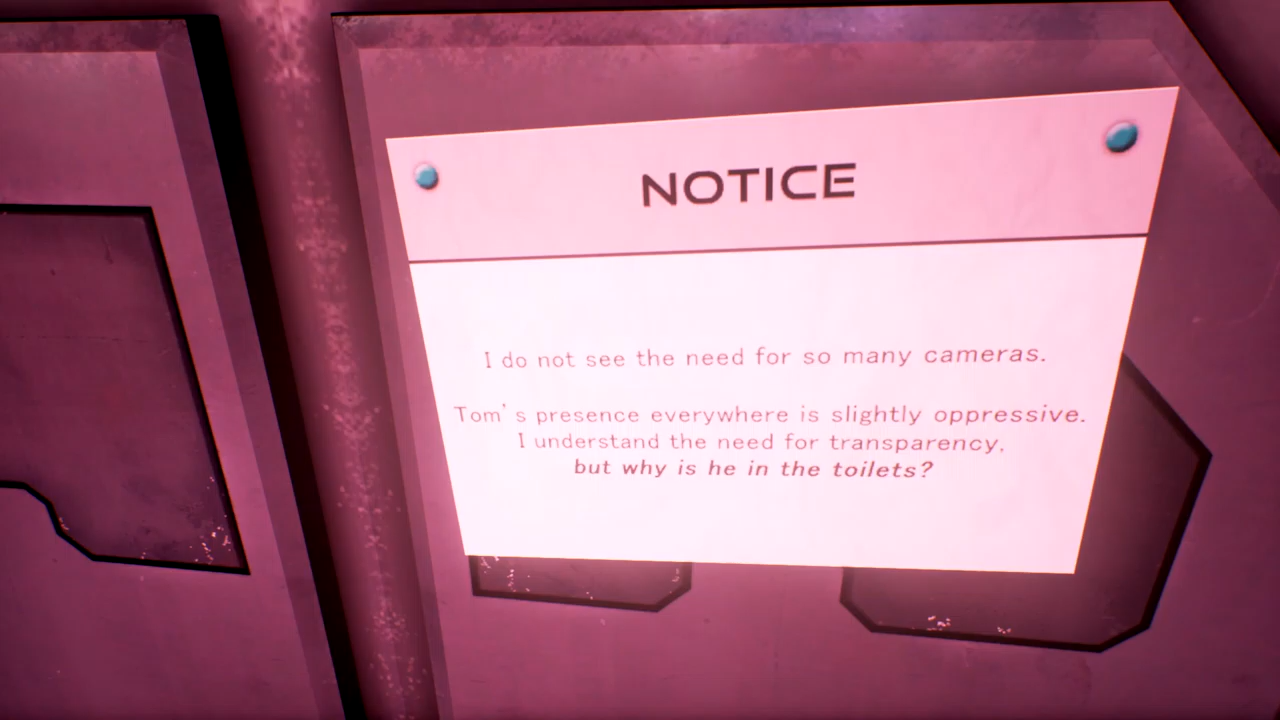 NOTICE
I do not see the need for so many cameras.
Tom's presence everywhere is slightly oppressive.
I understand the need for transparency,
but why is he in the toilets?